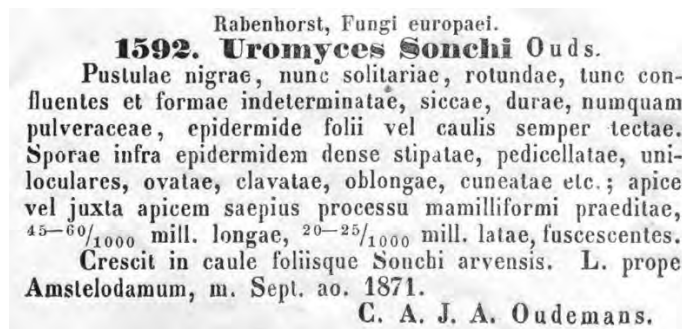 Rabenhorst, Fungi europaei.
1592. Uromyces Sonchi Ouds.
Pustulae nigrae, nunc solitariae, rotundae, tunc con-
fluentes et formae indeterminatae, siccae, durae, numquam
pulveraceae, epidermide folii vel caulis semper tectae.
Sporae infra epidermidem dense stipatae, pedicellatae, uni-
loculares, ovatae, clavatae, oblongae, cuneatae etc.; apice
vel juxta apicem saepius processu mamilliformi praeditae,
45—60/1000 mill. longae, 20—25/1000 mill. latae, fuscescentes.
Crescit in caule foliisque Sonchi arvensis. L. prope
Amstelodamum, m. Sept. ao. 1871.
C. A. J. A. Oudemans.